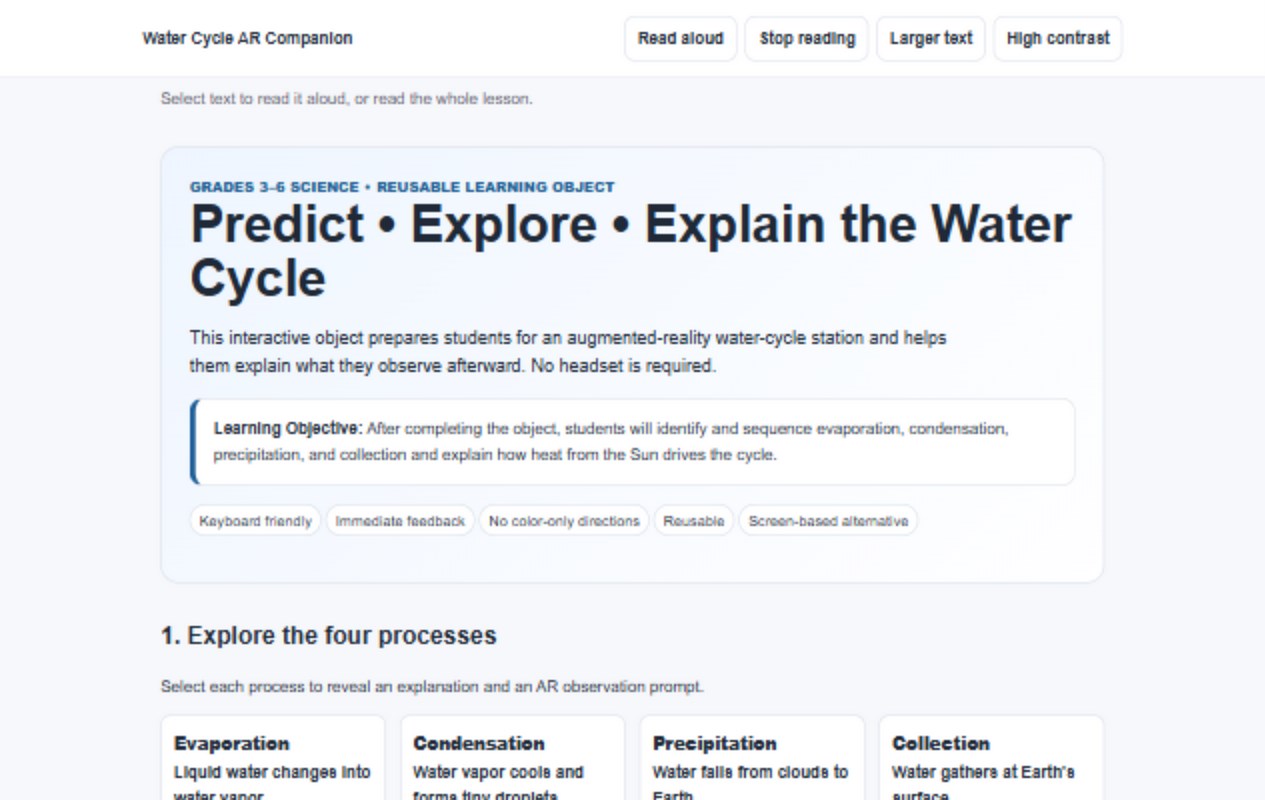 Water Cycle AR Companion
Read aloud
Stop reading
Larger text
High contrast
Select text to read it aloud, or read the whole lesson.
GRADES 3–6 SCIENCE • REUSABLE LEARNING OBJECT
Predict • Explore • Explain the Water
Cycle
This interactive object prepares students for an augmented-reality water-cycle station and helps
them explain what they observe afterward. No headset is required.
Learning Objective: After completing the object, students will identify and sequence evaporation, condensation,
precipitation, and collection and explain how heat from the Sun drives the cycle.
Keyboard friendly
Immediate feedback
No color-only directions
Reusable
Screen-based alternative
1. Explore the four processes
Select each process to reveal an explanation and an AR observation prompt.
Evaporation
Liquid water changes into
water vapor.
Condensation
Water vapor cools and
forms tiny droplets.
Precipitation
Water falls from clouds to
Earth.
Collection
Water gathers at Earth's
surface.